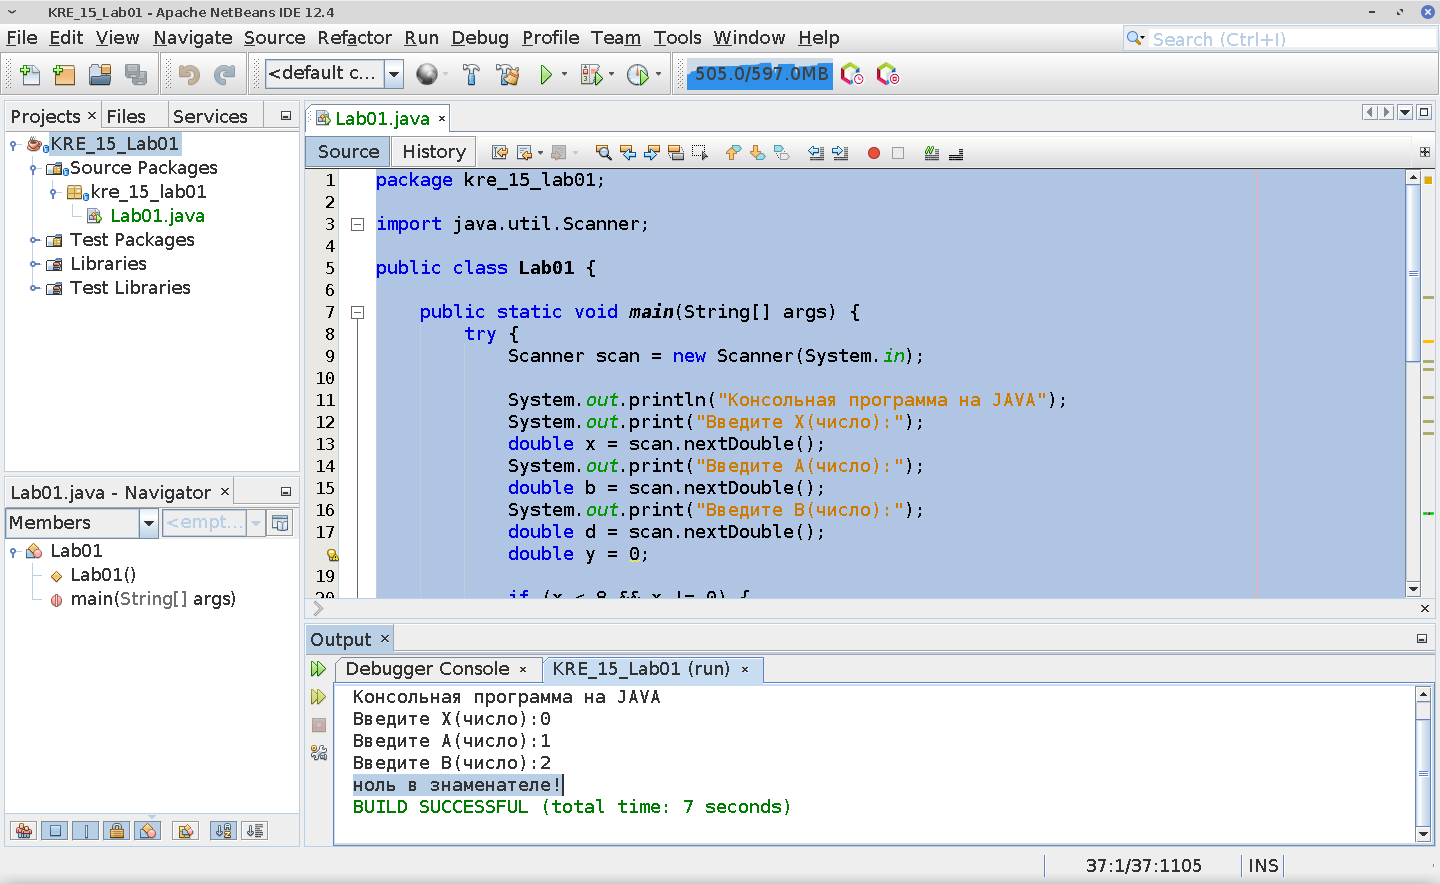 KRE_15_Lab01 - Apache NetBeans IDE 12.4
File Edit View Navigate Source Refactor Run Debug Profile Team Tools Window Help
Search (Ctrl+I)
<default c...
505.0/597.0MB
Projects × Files Services
KRE_15_Lab01
Source Packages
kre_15_lab01
Lab01.java
Test Packages
Libraries
Test Libraries
Lab01.java - Navigator ×
Members
<empt...
Lab01
Lab01()
main(String[] args)
Lab01.java ×
Source History
1 package kre_15_lab01;
2
3 import java.util.Scanner;
4
5 public class Lab01 {
6
7 public static void main(String[] args) {
8 try {
9 Scanner scan = new Scanner(System.in);
10
11 System.out.println("Консольная программа на JAVA");
12 System.out.print("Введите X(число):");
13 double x = scan.nextDouble();
14 System.out.print("Введите A(число):");
15 double b = scan.nextDouble();
16 System.out.print("Введите B(число):");
17 double d = scan.nextDouble();
double y = 0;
19
20 if (x < 8 && x != 0) {
Output ×
Debugger Console × KRE_15_Lab01 (run) ×
Консольная программа на JAVA
Введите X(число):0
Введите A(число):1
Введите B(число):2
ноль в знаменателе!
BUILD SUCCESSFUL (total time: 7 seconds)
37:1/37:1105 INS